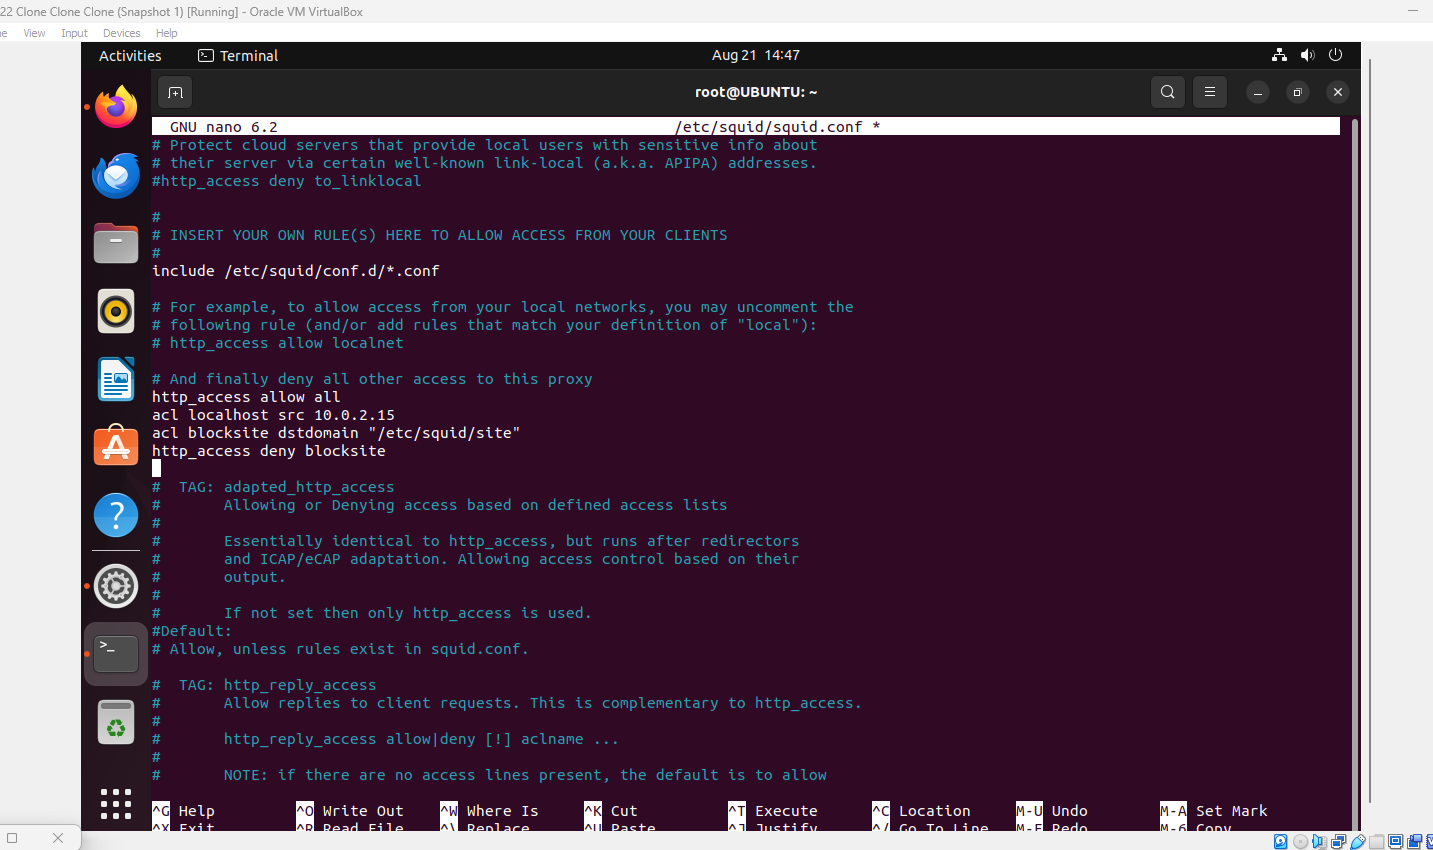 22 Clone Clone Clone (Snapshot 1) [Running] - Oracle VM VirtualBox
View Input Devices Help
Activities Terminal Aug 21 14:47
root@UBUNTU: ~
GNU nano 6.2 /etc/squid/squid.conf *
# Protect cloud servers that provide local users with sensitive info about
# their server via certain well-known link-local (a.k.a. APIPA) addresses.
#http_access deny to_linklocal
#
# INSERT YOUR OWN RULE(S) HERE TO ALLOW ACCESS FROM YOUR CLIENTS
#
include /etc/squid/conf.d/*.conf
# For example, to allow access from your local networks, you may uncomment the
# following rule (and/or add rules that match your definition of "local"):
# http_access allow localnet
# And finally deny all other access to this proxy
http_access allow all
acl localhost src 10.0.2.15
acl blocksite dstdomain "/etc/squid/site"
http_access deny blocksite
#  TAG: adapted_http_access
#       Allowing or Denying access based on defined access lists
#
#       Essentially identical to http_access, but runs after redirectors
#       and ICAP/eCAP adaptation. Allowing access control based on their
#       output.
#
#       If not set then only http_access is used.
#Default:
# Allow, unless rules exist in squid.conf.
#  TAG: http_reply_access
#       Allow replies to client requests. This is complementary to http_access.
#
#       http_reply_access allow|deny [!] aclname ...
#
#       NOTE: if there are no access lines present, the default is to allow
^G Help ^O Write Out ^W Where Is ^K Cut ^T Execute ^C Location M-U Undo M-A Set Mark
^X Exit ^R Read File ^\ Replace ^U Paste ^J Justify ^/ Go To Line M-E Redo M-6 Copy